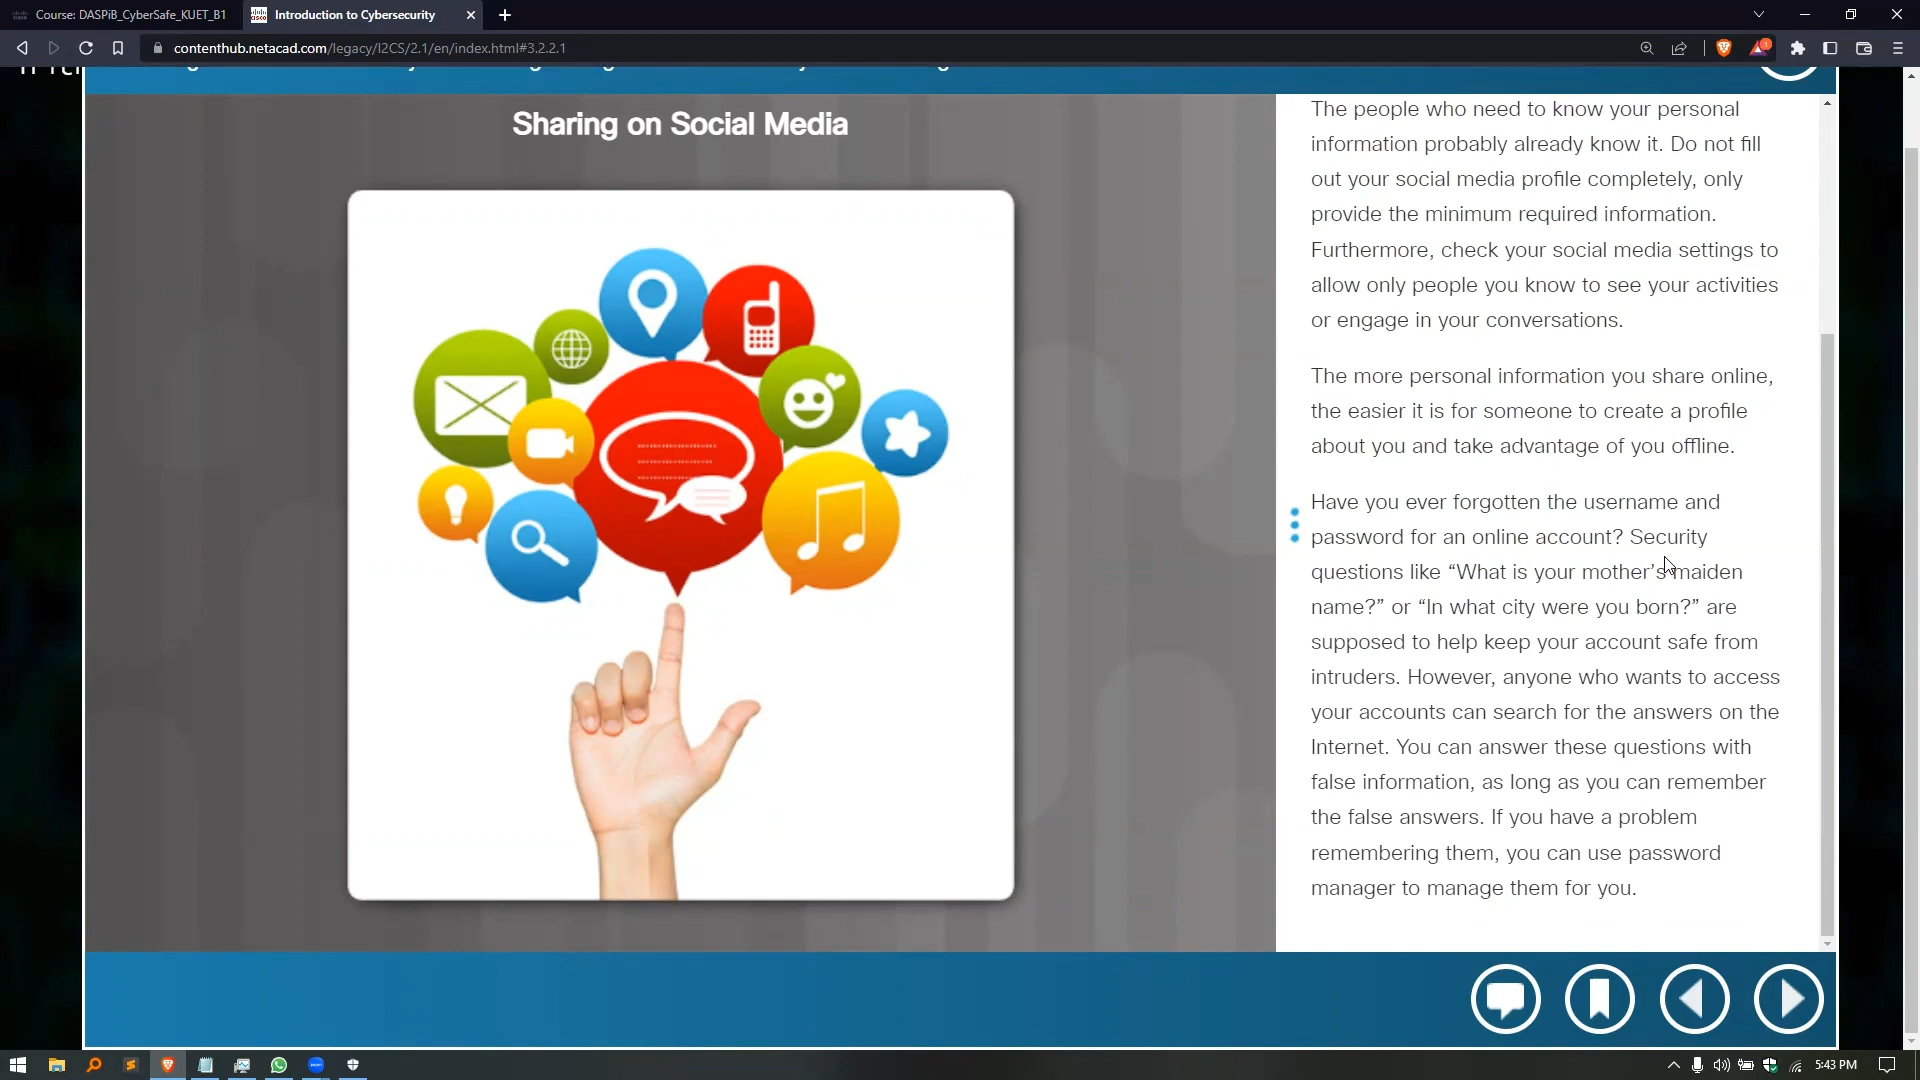 Course: DASPiB_CyberSafe_KUET_B1
Introduction to Cybersecurity
contenthub.netacad.com/legacy/I2CS/2.1/en/index.html#3.2.2.1
Sharing on Social Media
The people who need to know your personal
information probably already know it. Do not fill
out your social media profile completely, only
provide the minimum required information.
Furthermore, check your social media settings to
allow only people you know to see your activities
or engage in your conversations.
The more personal information you share online,
the easier it is for someone to create a profile
about you and take advantage of you offline.
Have you ever forgotten the username and
password for an online account? Security
questions like “What is your mother’s maiden
name?” or “In what city were you born?” are
supposed to help keep your account safe from
intruders. However, anyone who wants to access
your accounts can search for the answers on the
Internet. You can answer these questions with
false information, as long as you can remember
the false answers. If you have a problem
remembering them, you can use password
manager to manage them for you.
5:43 PM